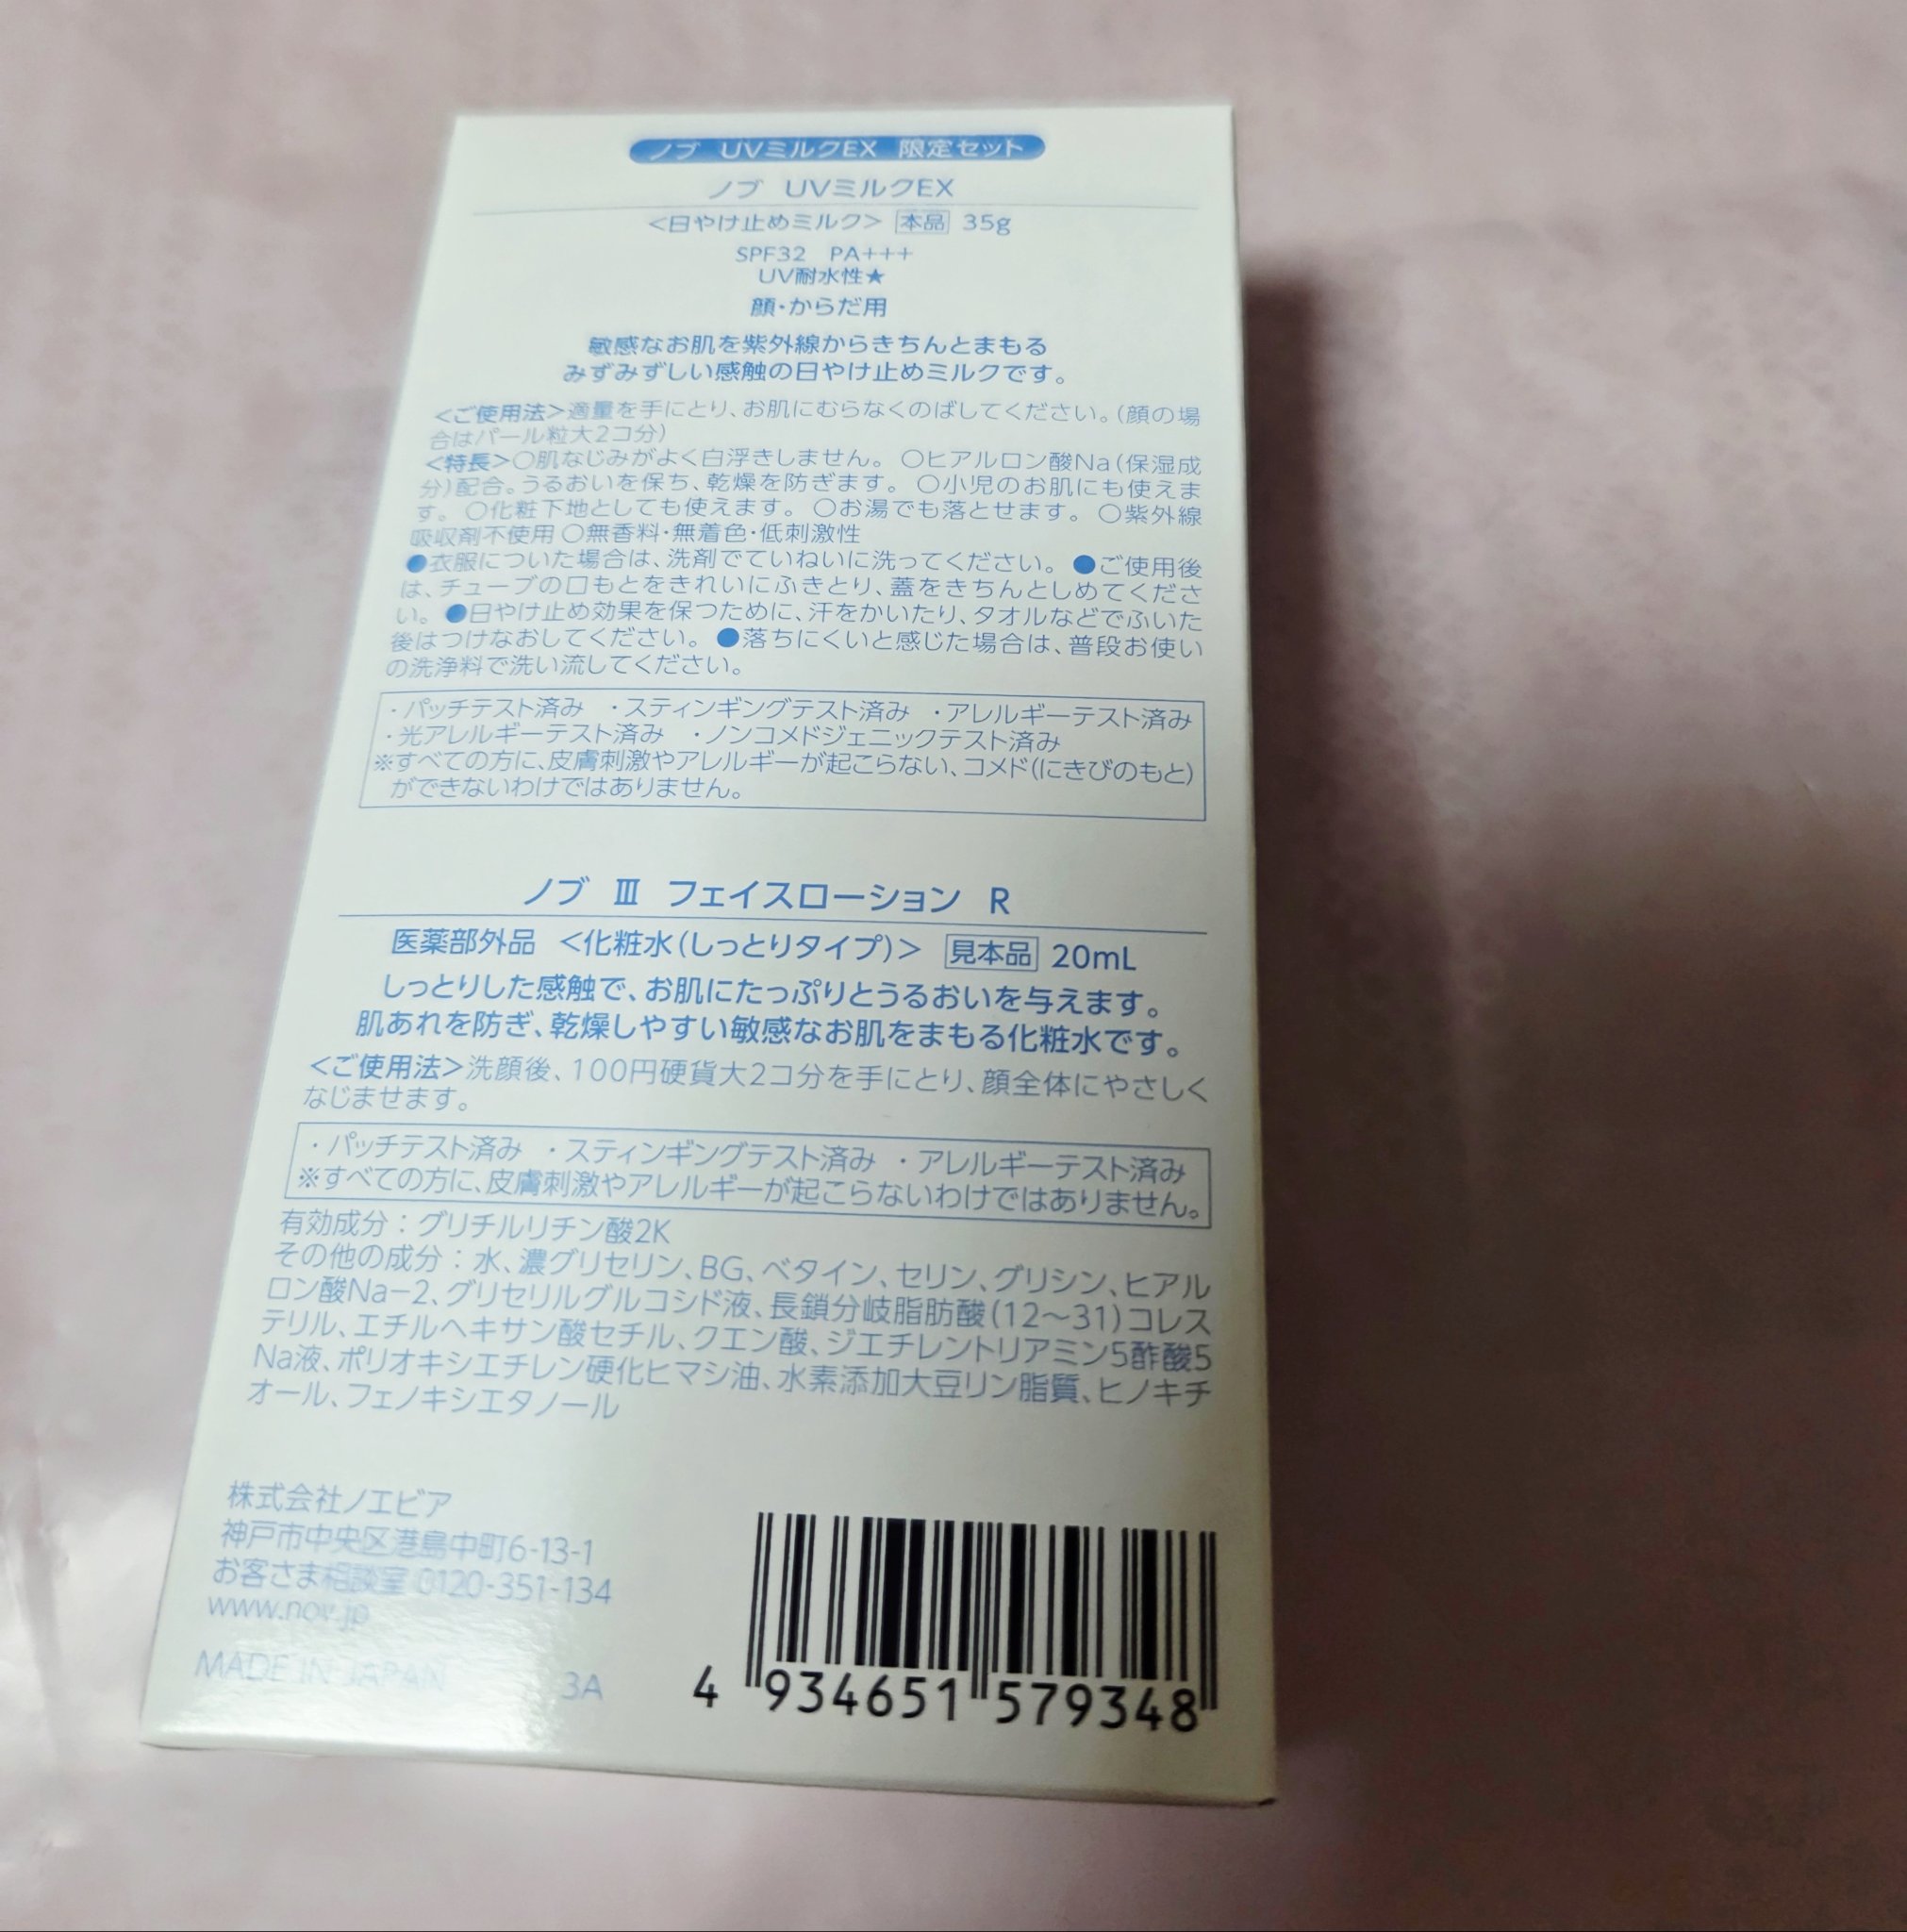 ノブ UVミルクEX 限定セット
ノブ UVミルクEX
<日やけ止めミルク> 本品 35g
SPF32 PA+++
UV耐水性★
顔・からだ用
敏感なお肌を紫外線からきちんとまもる
みずみずしい感触の日やけ止めミルクです。
<ご使用法>適量を手にとり、お肌にむらなくのばしてください。(顔の場
合はパール粒大2コ分)
<特長>○肌なじみがよく白浮きしません。 ○ヒアルロン酸Na(保湿成
分)配合。うるおいを保ち、乾燥を防ぎます。 ○小児のお肌にも使えま
す。 ○化粧下地としても使えます。 ○お湯でも落とせます。 ○紫外線
吸収剤不使用 ○無香料・無着色・低刺激性
●衣服についた場合は、洗剤でていねいに洗ってください。 ●ご使用後
は、チューブの口もとをきれいにふきとり、蓋をきちんとしめてくださ
い。 ●日やけ止め効果を保つために、汗をかいたり、タオルなどでふいた
後はつけなおしてください。 ●落ちにくいと感じた場合は、普段お使い
の洗浄料で洗い流してください。
・パッチテスト済み ・スティンギングテスト済み ・アレルギーテスト済み
・光アレルギーテスト済み ・ノンコメドジェニックテスト済み
※すべての方に、皮膚刺激やアレルギーが起こらない、コメド(にきびのもと)
ができないわけではありません。
ノブ Ⅲ フェイスローション R
医薬部外品 <化粧水(しっとりタイプ)> 見本品 20mL
しっとりした感触で、お肌にたっぷりとうるおいを与えます。
肌あれを防ぎ、乾燥しやすい敏感なお肌をまもる化粧水です。
<ご使用法>洗顔後、100円硬貨大2コ分を手にとり、顔全体にやさしく
なじませます。
・パッチテスト済み ・スティンギングテスト済み ・アレルギーテスト済み
※すべての方に、皮膚刺激やアレルギーが起こらないわけではありません。
有効成分:グリチルリチン酸2K
その他の成分:水、濃グリセリン、BG、ベタイン、セリン、グリシン、ヒアル
ロン酸Na-2、グリセリルグルコシド液、長鎖分岐脂肪酸(12~31)コレス
テリル、エチルヘキサン酸セチル、クエン酸、ジエチレントリアミン5酢酸5
Na液、ポリオキシエチレン硬化ヒマシ油、水素添加大豆リン脂質、ヒノキチ
オール、フェノキシエタノール
株式会社ノエビア
神戸市中央区港島中町6-13-1
お客さま相談室 0120-351-134
www.nov.jp
MADE IN JAPAN 3A
4 934651 579348